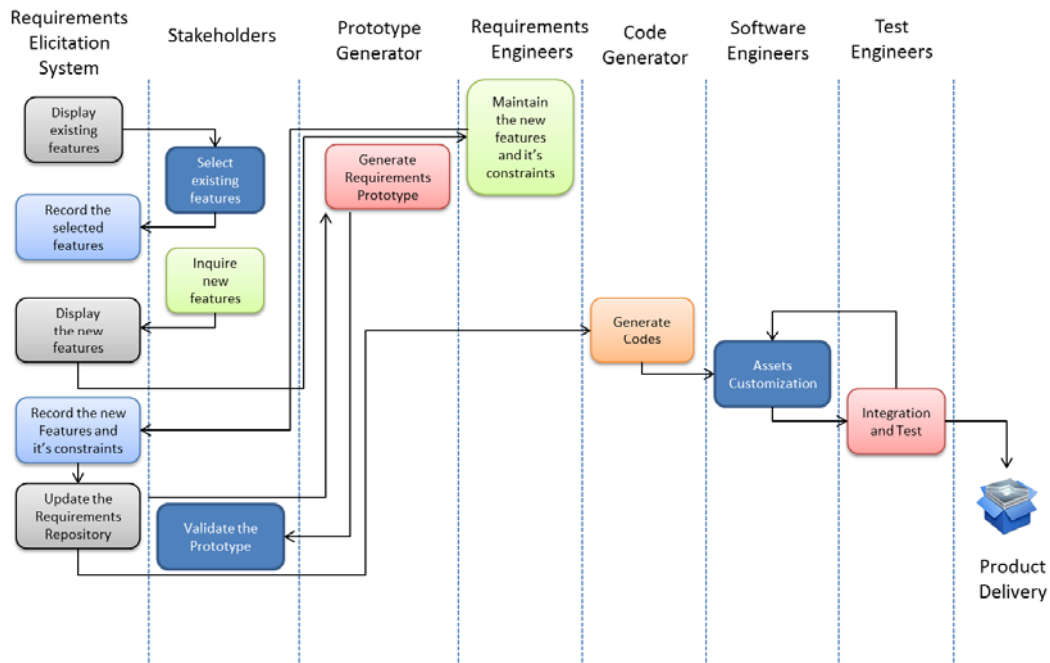 Requirements
Elicitation
System
Stakeholders
Prototype
Generator
Requirements
Engineers
Code
Generator
Software
Engineers
Test
Engineers
Display
existing
features
Select
existing
features
Record the
selected
features
Inquire
new
features
Display
the new
features
Record the new
Features and
it's constraints
Update the
Requirements
Repository
Validate the
Prototype
Generate
Requirements
Prototype
Maintain
the new
features
and it's
constraints
Generate
Codes
Assets
Customization
Integration
and Test
Product
Delivery